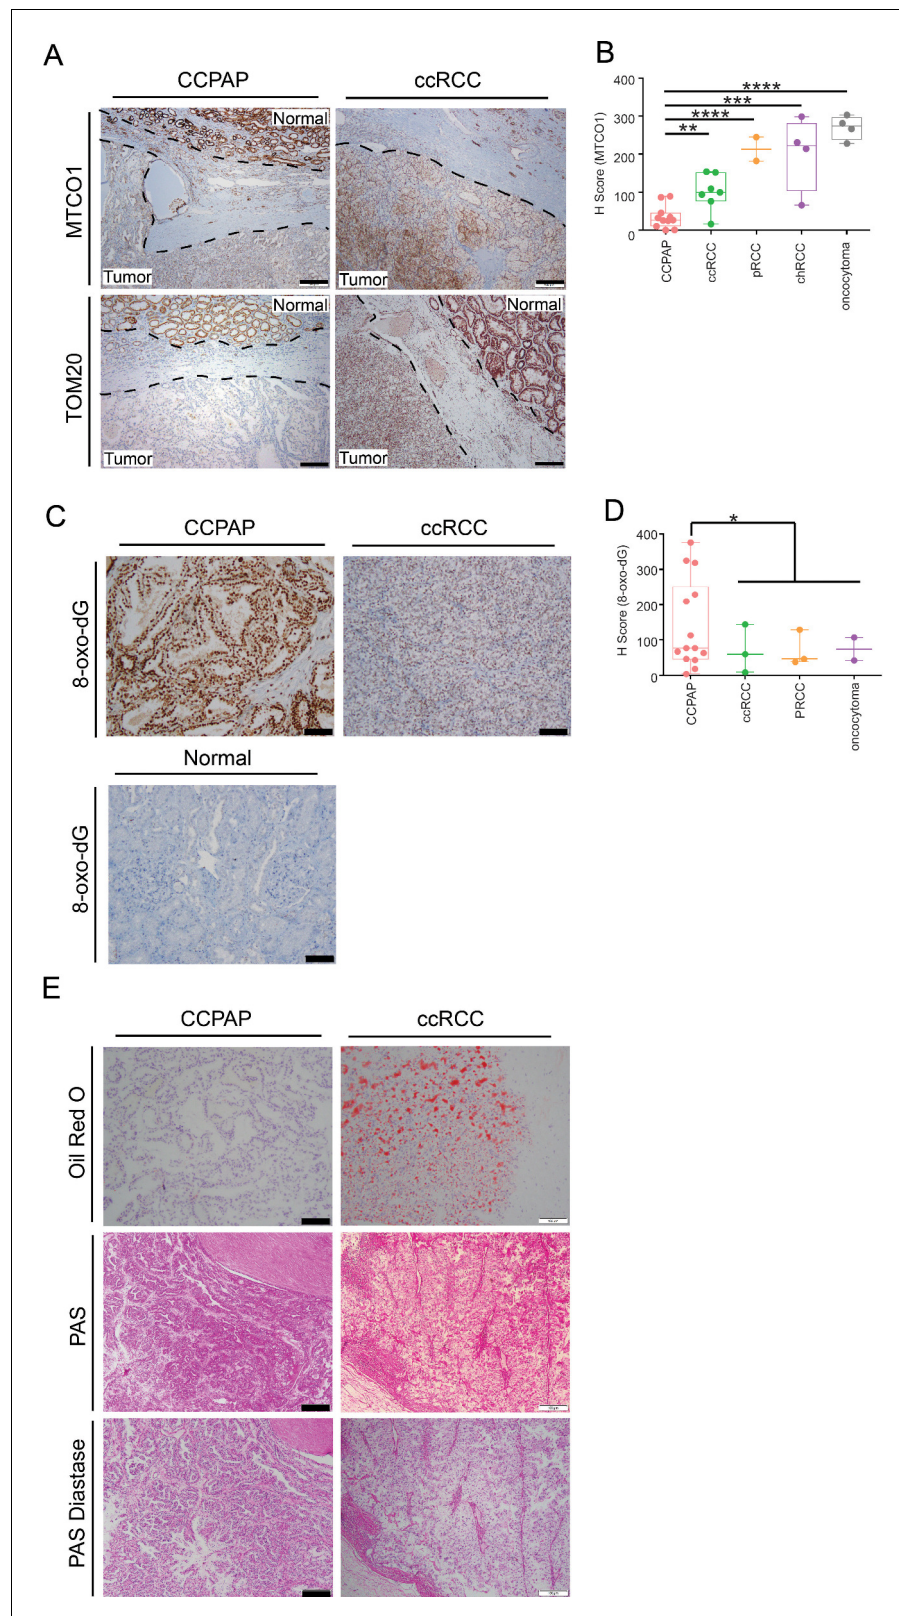 A
CCPAP
ccRCC
MTCO1
Normal
Tumor
Tumor
TOM20
Normal
Normal
Tumor
Tumor
B
H Score (MTCO1)
400
300
200
100
0
****
***
****
**
CCPAP
ccRCC
pRCC
chRCC
oncocytoma
C
CCPAP
ccRCC
8-oxo-dG
Normal
8-oxo-dG
D
H Score (8-oxo-dG)
400
300
200
100
0
*
CCPAP
ccRCC
PRCC
oncocytoma
E
CCPAP
ccRCC
Oil Red O
PAS
PAS Diastase